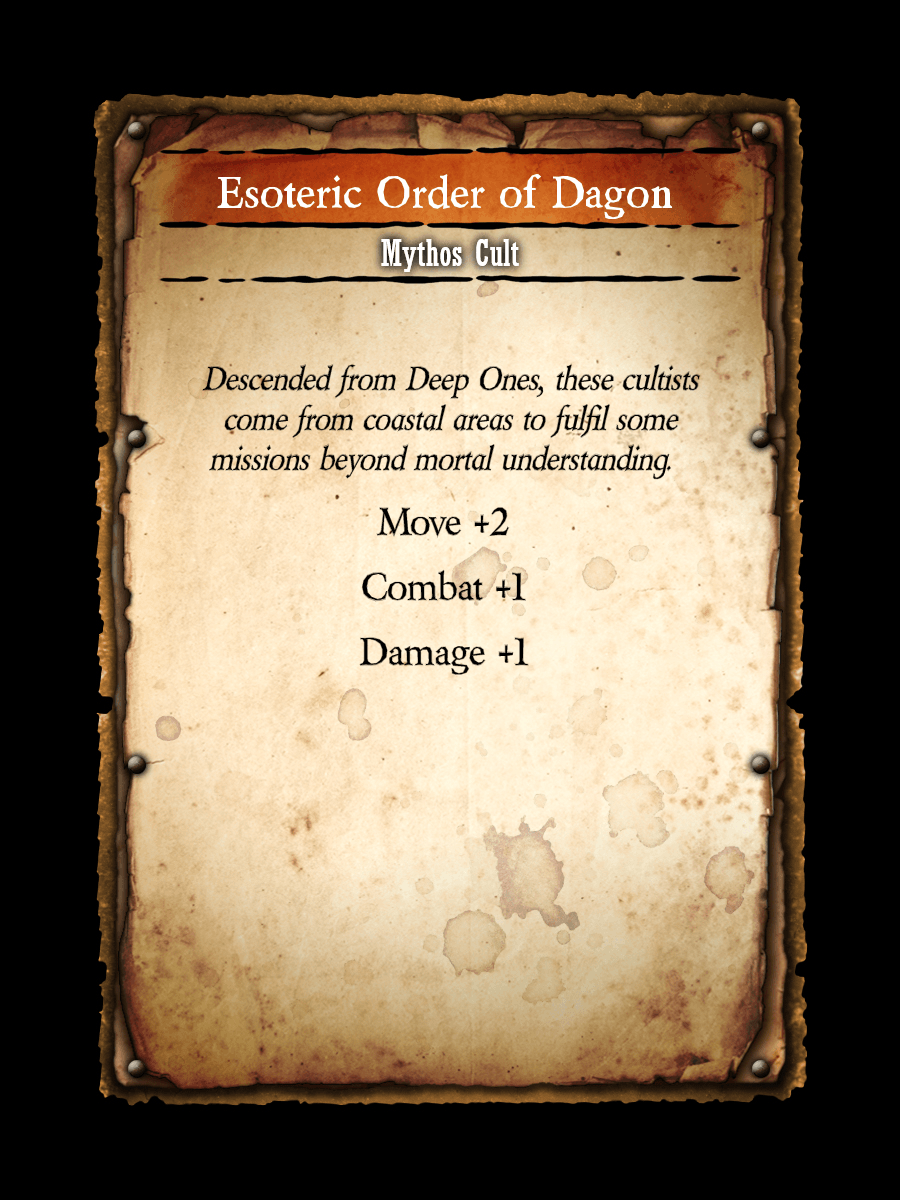 Esoteric Order of Dagon
Mythos Cult
Descended from Deep Ones, these cultists
come from coastal areas to fulfil some
missions beyond mortal understanding.
Move +2
Combat +1
Damage +1